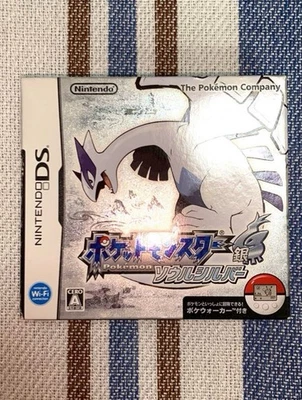 Nintendo
The Pokémon Company
NINTENDO DS
ポケットモンスター
Pokémon
ソウルシルバー
Wi-Fi
CERO
A
ポケモンといっしょに冒険できる!
ポケウォーカー 付き